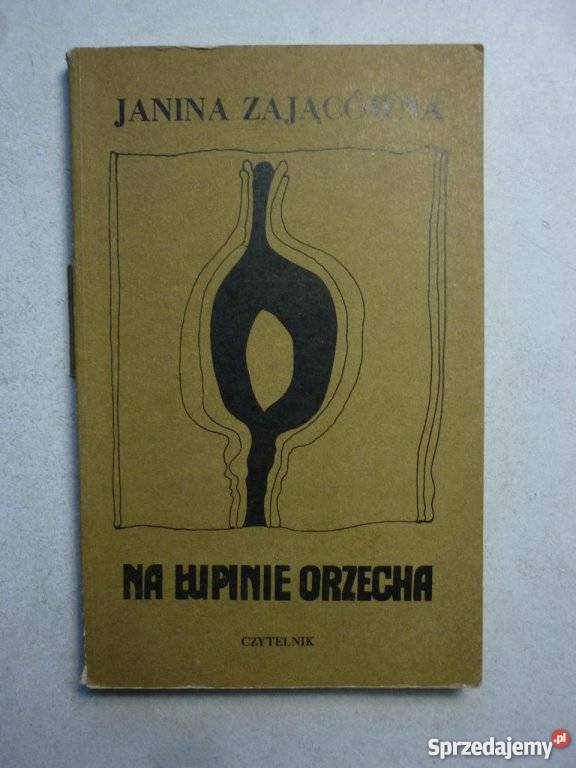 JANINA ZAJĄCÓWNA
NA ŁUPINIE ORZECHA
CZYTELNIK
Sprzedajemy.pl